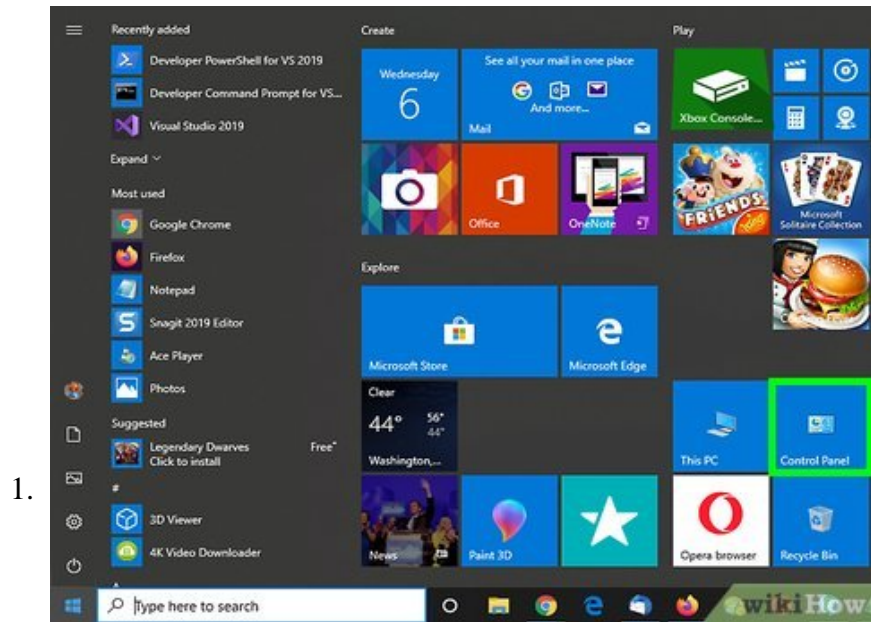 Recently added
Developer PowerShell for VS 2019
Developer Command Prompt for VS...
Visual Studio 2019
Expand
Most used
Google Chrome
Firefox
Notepad
Snagit 2019 Editor
Ace Player
Photos
Suggested
Legendary Dwarves Free*
Click to install
#
3D Viewer
4K Video Downloader
Type here to search
Create
Wednesday
6
See all your mail in one place
And more...
Mail
Office
OneNote
Explore
Microsoft Store
Microsoft Edge
Clear
44° 56°
44°
Washington,...
News
Paint 3D
Play
Xbox Console...
FRIENDS
Microsoft
Solitaire Collection
This PC
Control Panel
Opera browser
Recycle Bin
1.
wikiHow